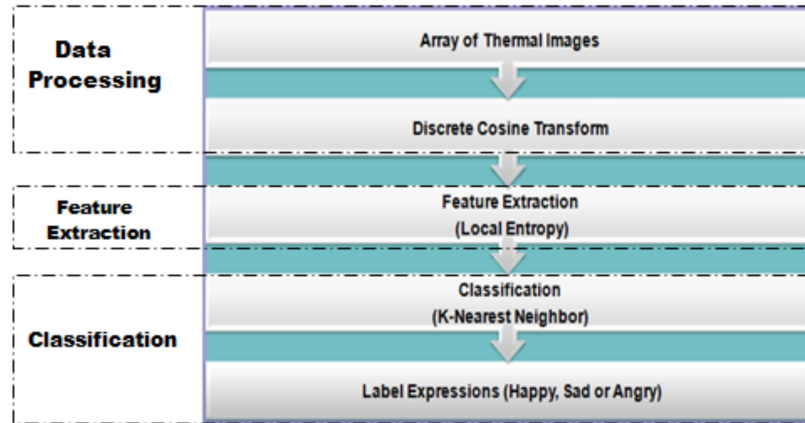 Data
Processing
Array of Thermal Images
Discrete Cosine Transform
Feature
Extraction
Feature Extraction
(Local Entropy)
Classification
Classification
(K-Nearest Neighbor)
Label Expressions (Happy, Sad or Angry)